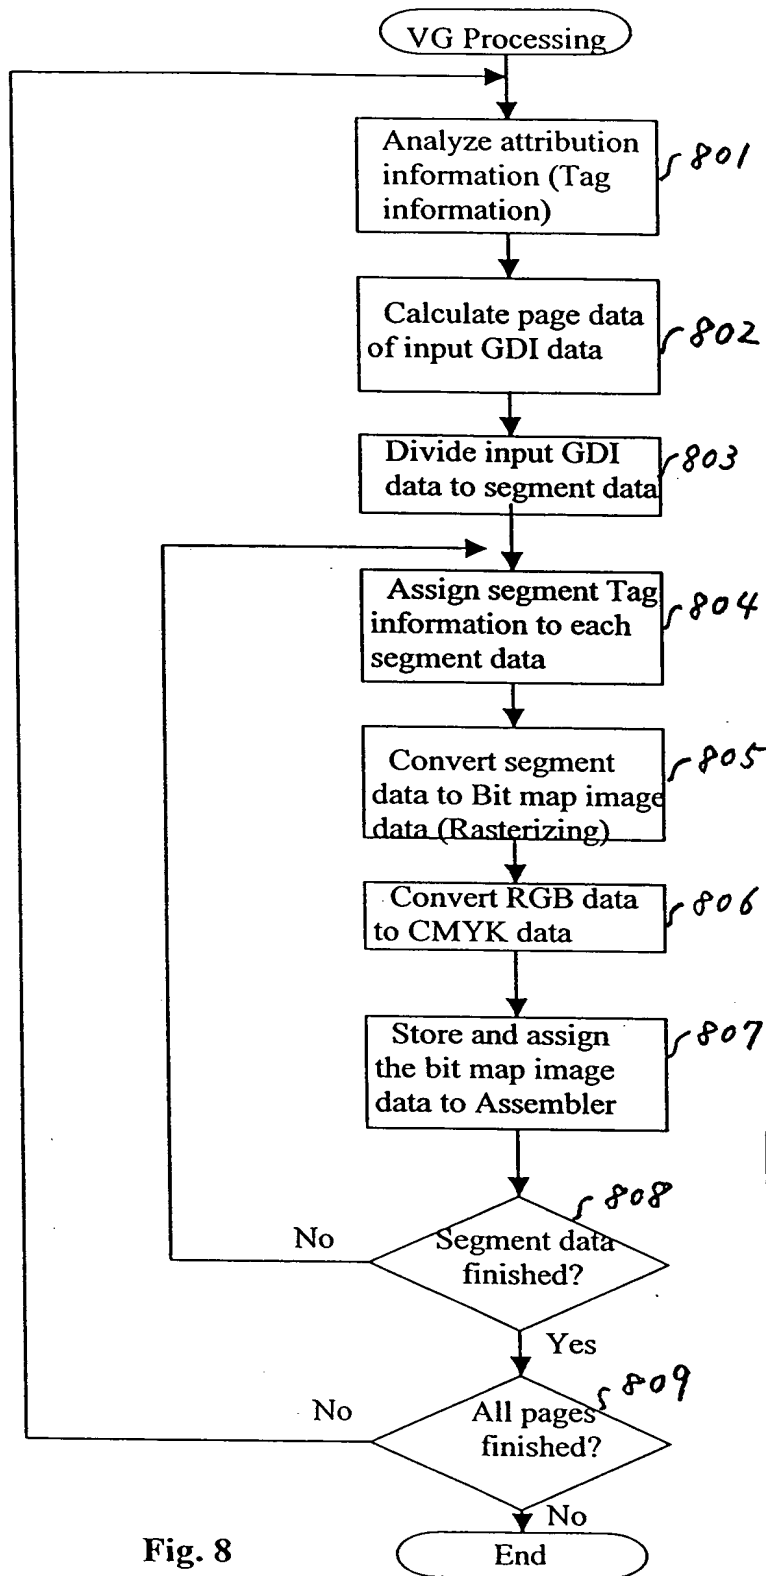 VG Processing
Analyze attribution
information (Tag
information)
801
Calculate page data
of input GDI data
802
Divide input GDI
data to segment data
803
Assign segment Tag
information to each
segment data
804
Convert segment
data to Bit map image
data (Rasterizing)
805
Convert RGB data
to CMYK data
806
Store and assign
the bit map image
data to Assembler
807
808
No
Segment data
finished?
Yes
809
No
All pages
finished?
No
Fig. 8
End